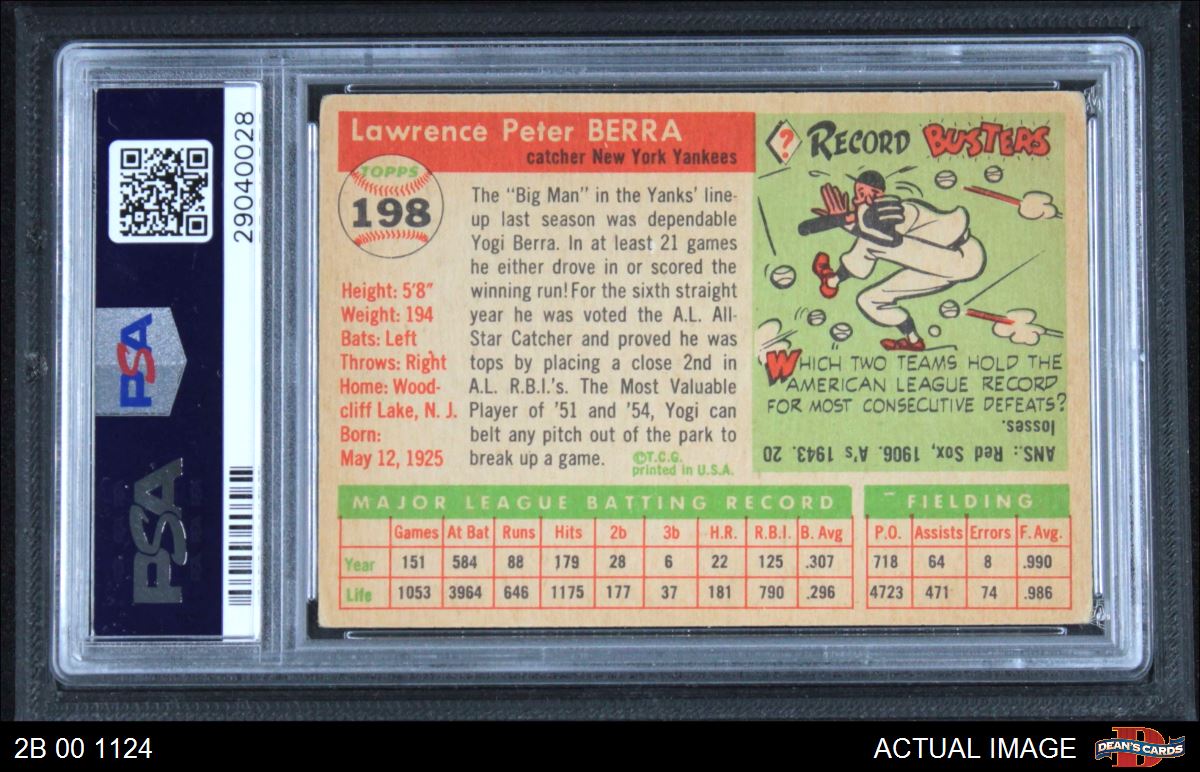 29040028
PSA
PSA
Lawrence Peter BERRA
catcher New York Yankees
TOPPS
198
Height: 5'8"
Weight: 194
Bats: Left
Throws: Right
Home: Wood-
cliff Lake, N. J.
Born:
May 12, 1925
The "Big Man" in the Yanks' line-
up last season was dependable
Yogi Berra. In at least 21 games
he either drove in or scored the
winning run! For the sixth straight
year he was voted the A.L. All-
Star Catcher and proved he was
tops by placing a close 2nd in
A.L. R.B.I.'s. The Most Valuable
Player of '51 and '54, Yogi can
belt any pitch out of the park to
break up a game.
©T.C.G.
printed in U.S.A.
? RECORD BUSTERS
WHICH TWO TEAMS HOLD THE
AMERICAN LEAGUE RECORD
FOR MOST CONSECUTIVE DEFEATS?
ANS.: Red Sox, 1906. A's 1943. 20
losses.
MAJOR LEAGUE BATTING RECORD FIELDING
Games At Bat Runs Hits 2b 3b H.R. R.B.I. B. Avg P.O. Assists Errors F. Avg.
Year 151 584 88 179 28 6 22 125 .307 718 64 8 .990
Life 1053 3964 646 1175 177 37 181 790 .296 4723 471 74 .986
2B 00 1124
ACTUAL IMAGE
D
DEAN'S CARDS